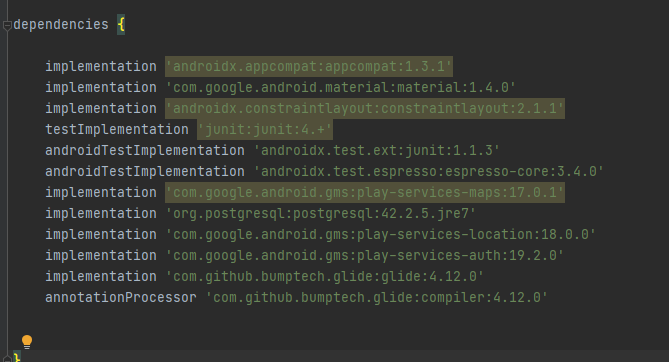 dependencies {
implementation 'androidx.appcompat:appcompat:1.3.1'
implementation 'com.google.android.material:material:1.4.0'
implementation 'androidx.constraintlayout:constraintlayout:2.1.1'
testImplementation 'junit:junit:4.+'
androidTestImplementation 'androidx.test.ext:junit:1.1.3'
androidTestImplementation 'androidx.test.espresso:espresso-core:3.4.0'
implementation 'com.google.android.gms:play-services-maps:17.0.1'
implementation 'org.postgresql:postgresql:42.2.5.jre7'
implementation 'com.google.android.gms:play-services-location:18.0.0'
implementation 'com.google.android.gms:play-services-auth:19.2.0'
implementation 'com.github.bumptech.glide:glide:4.12.0'
annotationProcessor 'com.github.bumptech.glide:compiler:4.12.0'
}